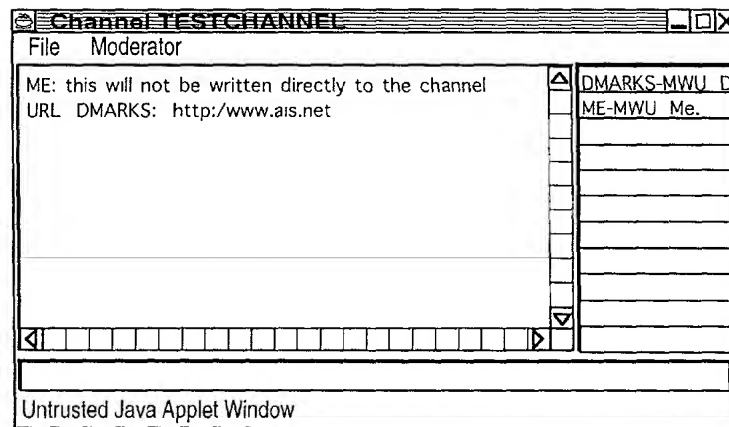 Channel TESTCHANNEL
File Moderator
ME: this will not be written directly to the channel
URL DMARKS: http:/www.ais.net
DMARKS-MWU D
ME-MWU Me.
Untrusted Java Applet Window